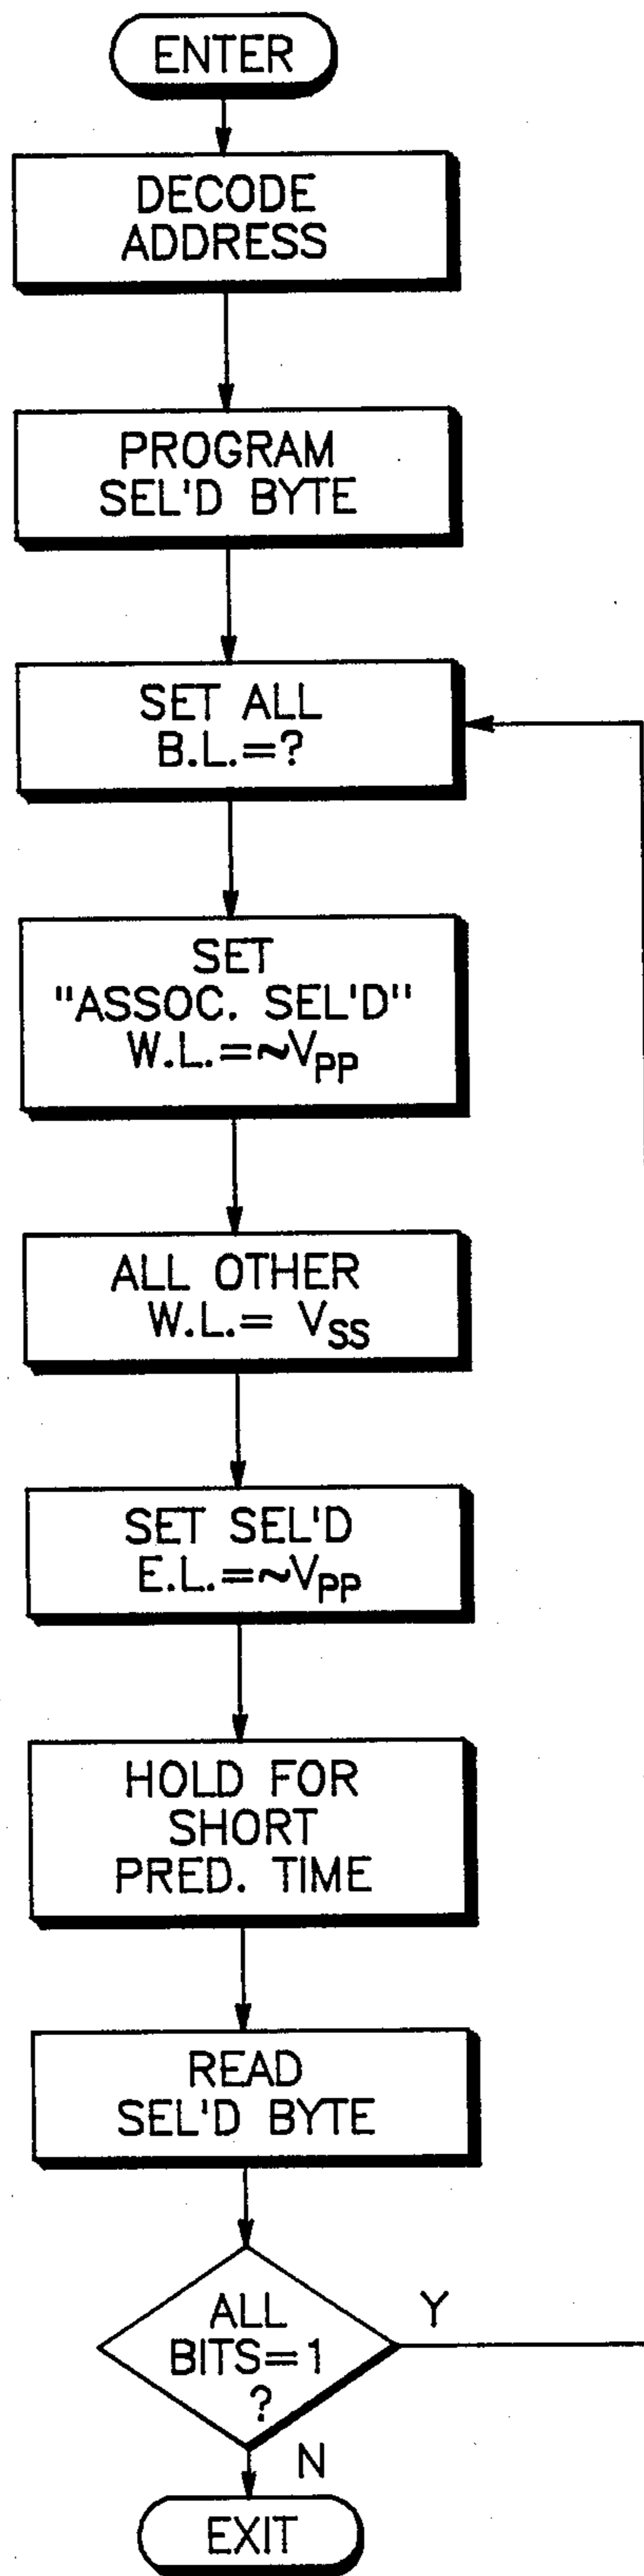 ENTER
DECODE
ADDRESS
PROGRAM
SEL'D BYTE
SET ALL
B.L.=?
SET
"ASSOC. SEL'D"
W.L.=~VPP
ALL OTHER
W.L.= VSS
SET SEL'D
E.L.=~VPP
HOLD FOR
SHORT
PRED. TIME
READ
SEL'D BYTE
ALL
BITS=1
?
Y
N
EXIT